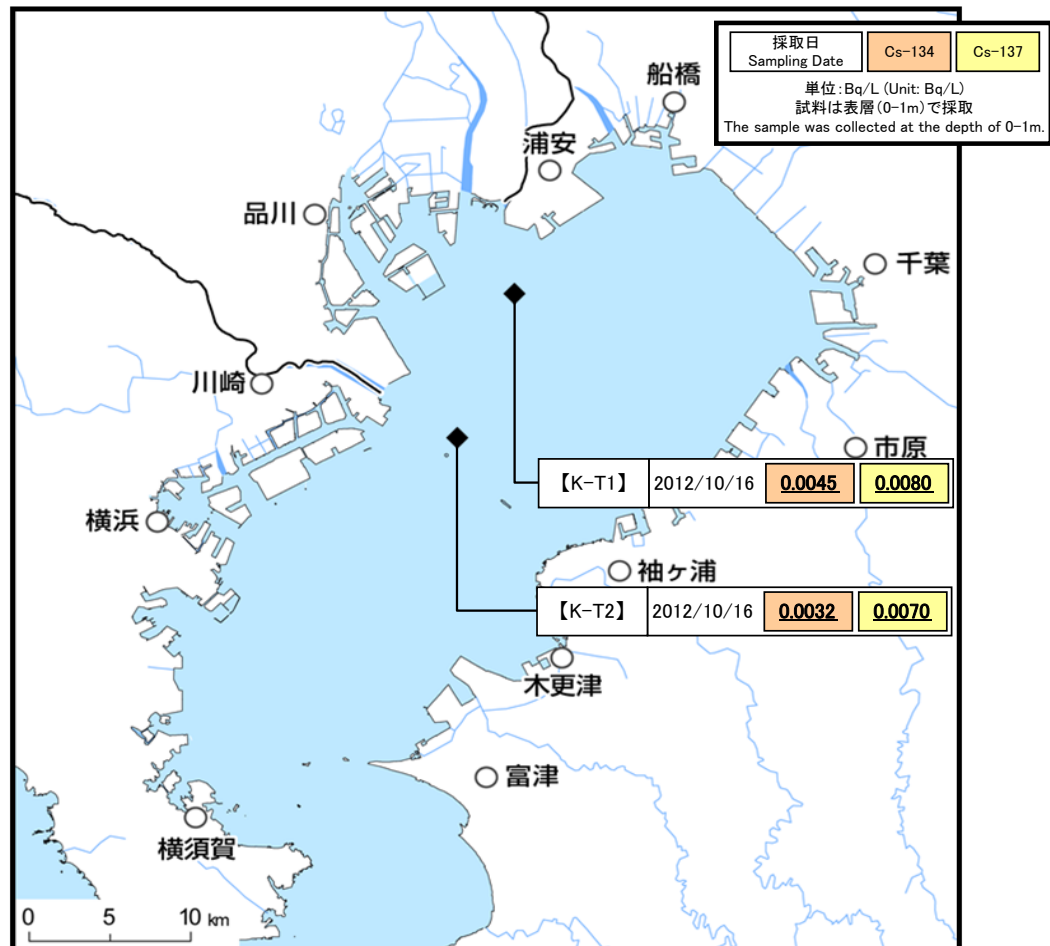 採取日
Sampling Date
Cs-134
Cs-137
単位:Bq/L (Unit: Bq/L)
試料は表層(0-1m)で採取
The sample was collected at the depth of 0-1m.
船橋
浦安
品川
千葉
川崎
市原
【K-T1】 2012/10/16 0.0045 0.0080
横浜
袖ヶ浦
【K-T2】 2012/10/16 0.0032 0.0070
木更津
富津
横須賀
0 5 10 km